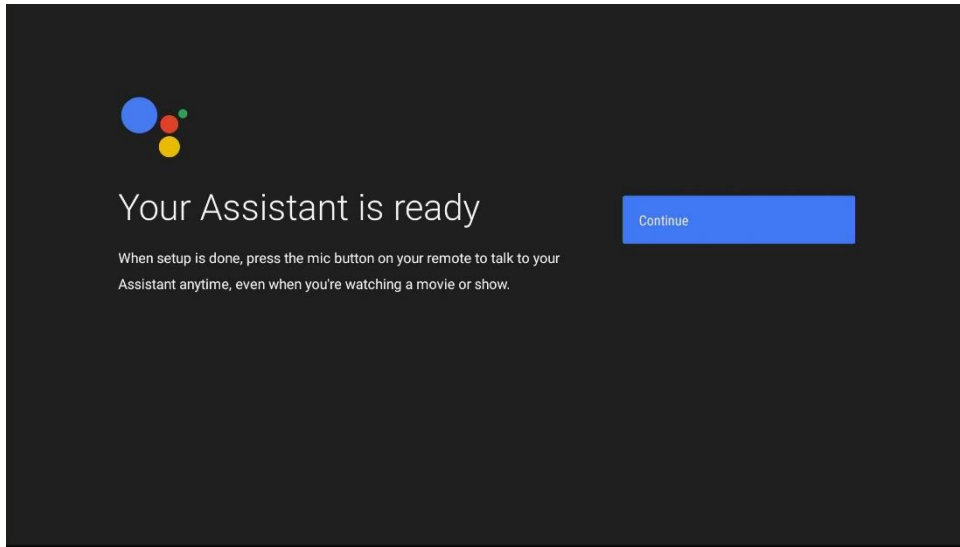 Your Assistant is ready
When setup is done, press the mic button on your remote to talk to your
Assistant anytime, even when you're watching a movie or show.
Continue